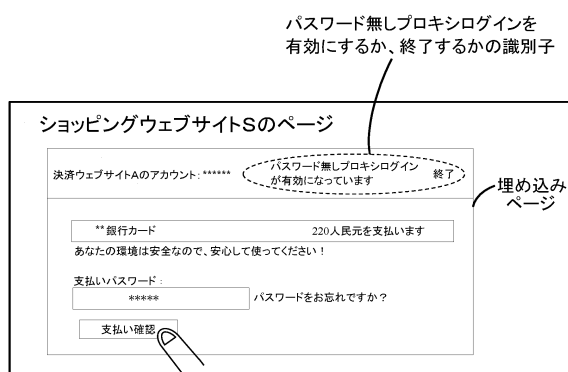 パスワード無しプロキシログインを
有効にするか、終了するかの識別子
ショッピングウェブサイトSのページ
決済ウェブサイトAのアカウント: ******
パスワード無しプロキシログイン
が有効になっています
終了
埋め込み
ページ
**銀行カード
220人民元を支払います
あなたの環境は安全なので、安心して使ってください！
支払いパスワード :
*****
パスワードをお忘れですか？
支払い確認